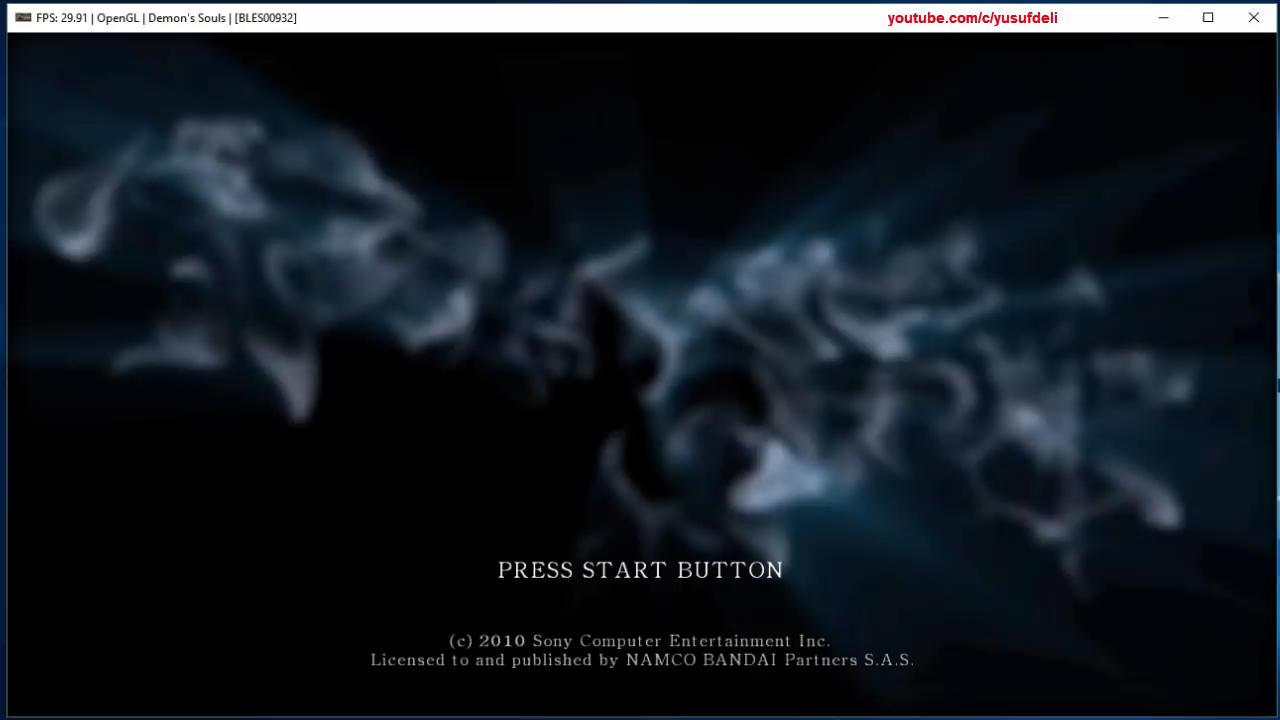 FPS: 29.91 | OpenGL | Demon's Souls | [BLES00932]
youtube.com/c/yusufdeli
PRESS START BUTTON
(c) 2010 Sony Computer Entertainment Inc.
Licensed to and published by NAMCO BANDAI Partners S.A.S.